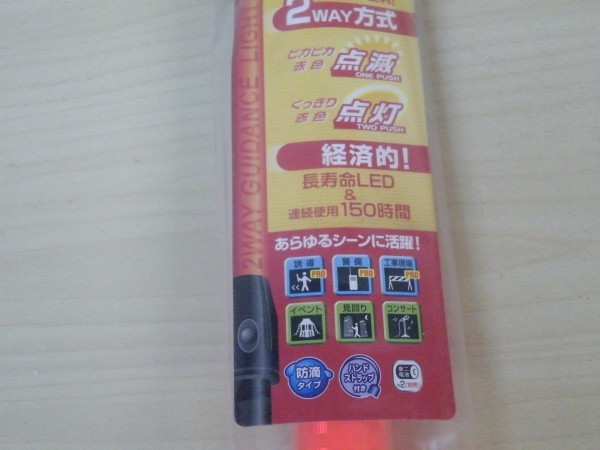 2WAY方式
ピカピカ
赤色
点滅
ONE PUSH
くっきり
赤色
点灯
TWO PUSH
経済的!
長寿命LED
&
連続使用150時間
あらゆるシーンに活躍!
誘導
PRO
警備
PRO
工事現場
PRO
イベント
見回り
コンサート
防滴
タイプ
ハンド
ストラップ
付き
2WAY GUIDANCE LIGHT